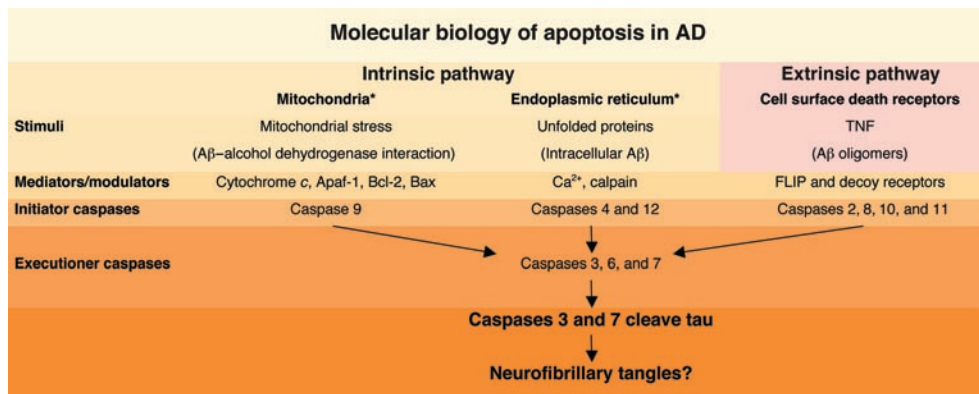 Molecular biology of apoptosis in AD
Intrinsic pathway Extrinsic pathway
Mitochondria* Endoplasmic reticulum* Cell surface death receptors
Stimuli Mitochondrial stress Unfolded proteins TNF
(Aβ–alcohol dehydrogenase interaction) (Intracellular Aβ) (Aβ oligomers)
Mediators/modulators Cytochrome c, Apaf-1, Bcl-2, Bax Ca²⁺, calpain FLIP and decoy receptors
Initiator caspases Caspase 9 Caspases 4 and 12 Caspases 2, 8, 10, and 11
Executioner caspases Caspases 3, 6, and 7
Caspases 3 and 7 cleave tau
Neurofibrillary tangles?